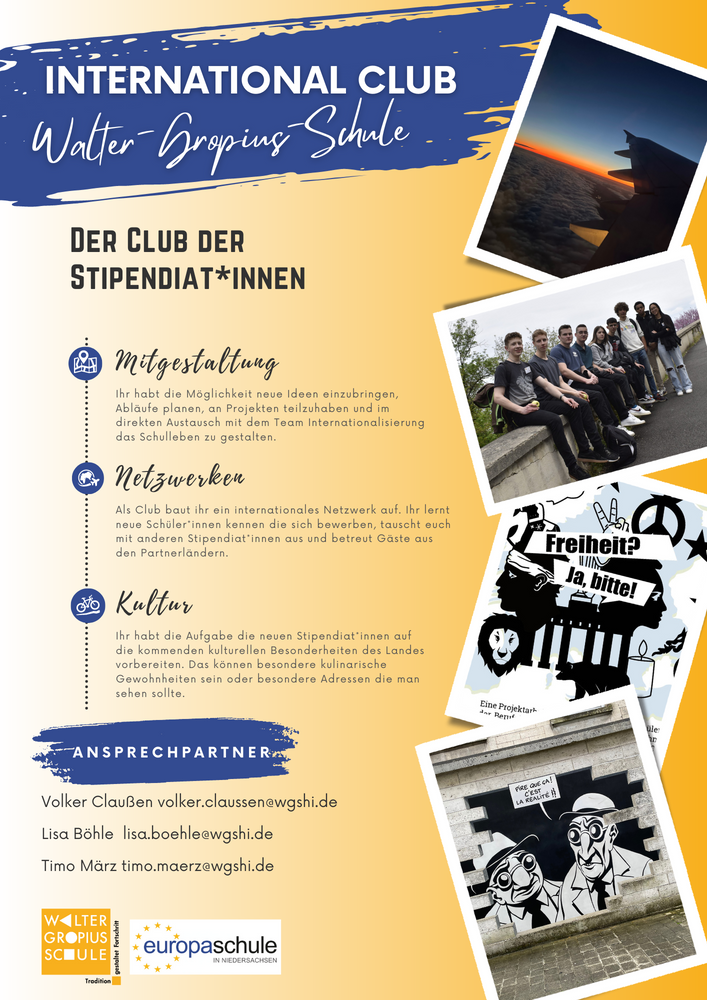 INTERNATIONAL CLUB
Walter-Gropius-Schule
DER CLUB DER
STIPENDIAT*INNEN
Mitgestaltung
Ihr habt die Möglichkeit neue Ideen einzubringen,
Abläufe planen, an Projekten teilzuhaben und im
direkten Austausch mit dem Team Internationalisierung
das Schulleben zu gestalten.
Netzwerken
Als Club baut ihr ein internationales Netzwerk auf. Ihr lernt
neue Schüler*innen kennen die sich bewerben, tauscht euch
mit anderen Stipendiat*innen aus und betreut Gäste aus
den Partnerländern.
Kultur
Ihr habt die Aufgabe die neuen Stipendiat*innen auf
die kommenden kulturellen Besonderheiten des Landes
vorbereiten. Das können besondere kulinarische
Gewohnheiten sein oder besondere Adressen die man
sehen sollte.
Freiheit?
Ja, bitte!
Eine Projektarb
PIRE QUE ÇA!
C'EST
LA RÉALITÉ!!
ANSPRECHPARTNER
Volker Claußen volker.claussen@wgshi.de
Lisa Böhle lisa.boehle@wgshi.de
Timo März timo.maerz@wgshi.de
WALTER
GROPIUS
SCHULE
Tradition
gestaltet Fortschritt
europaschule
IN NIEDERSACHSEN